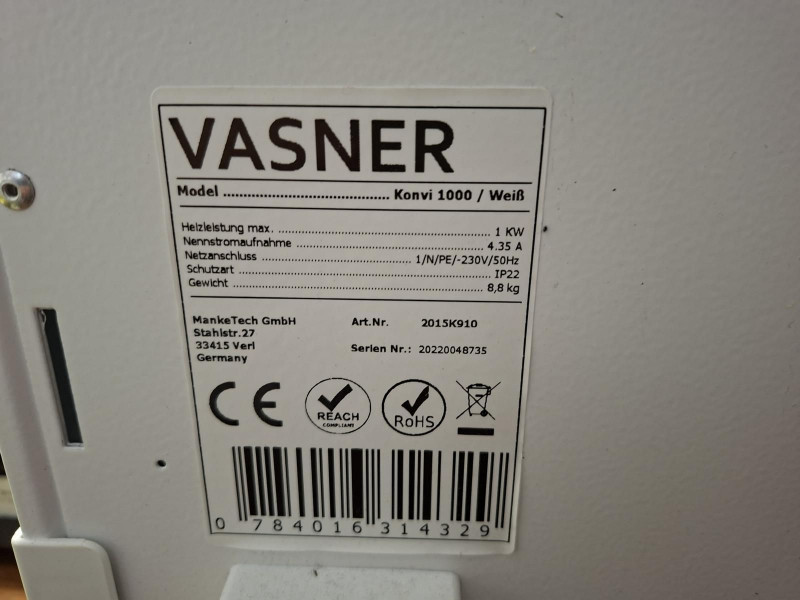 VASNER
Model ........................................ Konvi 1000 / Weiß
Heizleistung max. ........................................ 1 KW
Nennstromaufnahme ........................................ 4.35 A
Netzanschluss ........................................ 1/N/PE/~230V/50Hz
Schutzart ........................................ IP22
Gewicht ........................................ 8,8 kg
MankeTech GmbH
Stahlstr.27
33415 Verl
Germany
Art.Nr. 2015K910
Serien Nr.: 20220048735
CE
REACH
COMPLIANT
RoHS
0 784016 314329